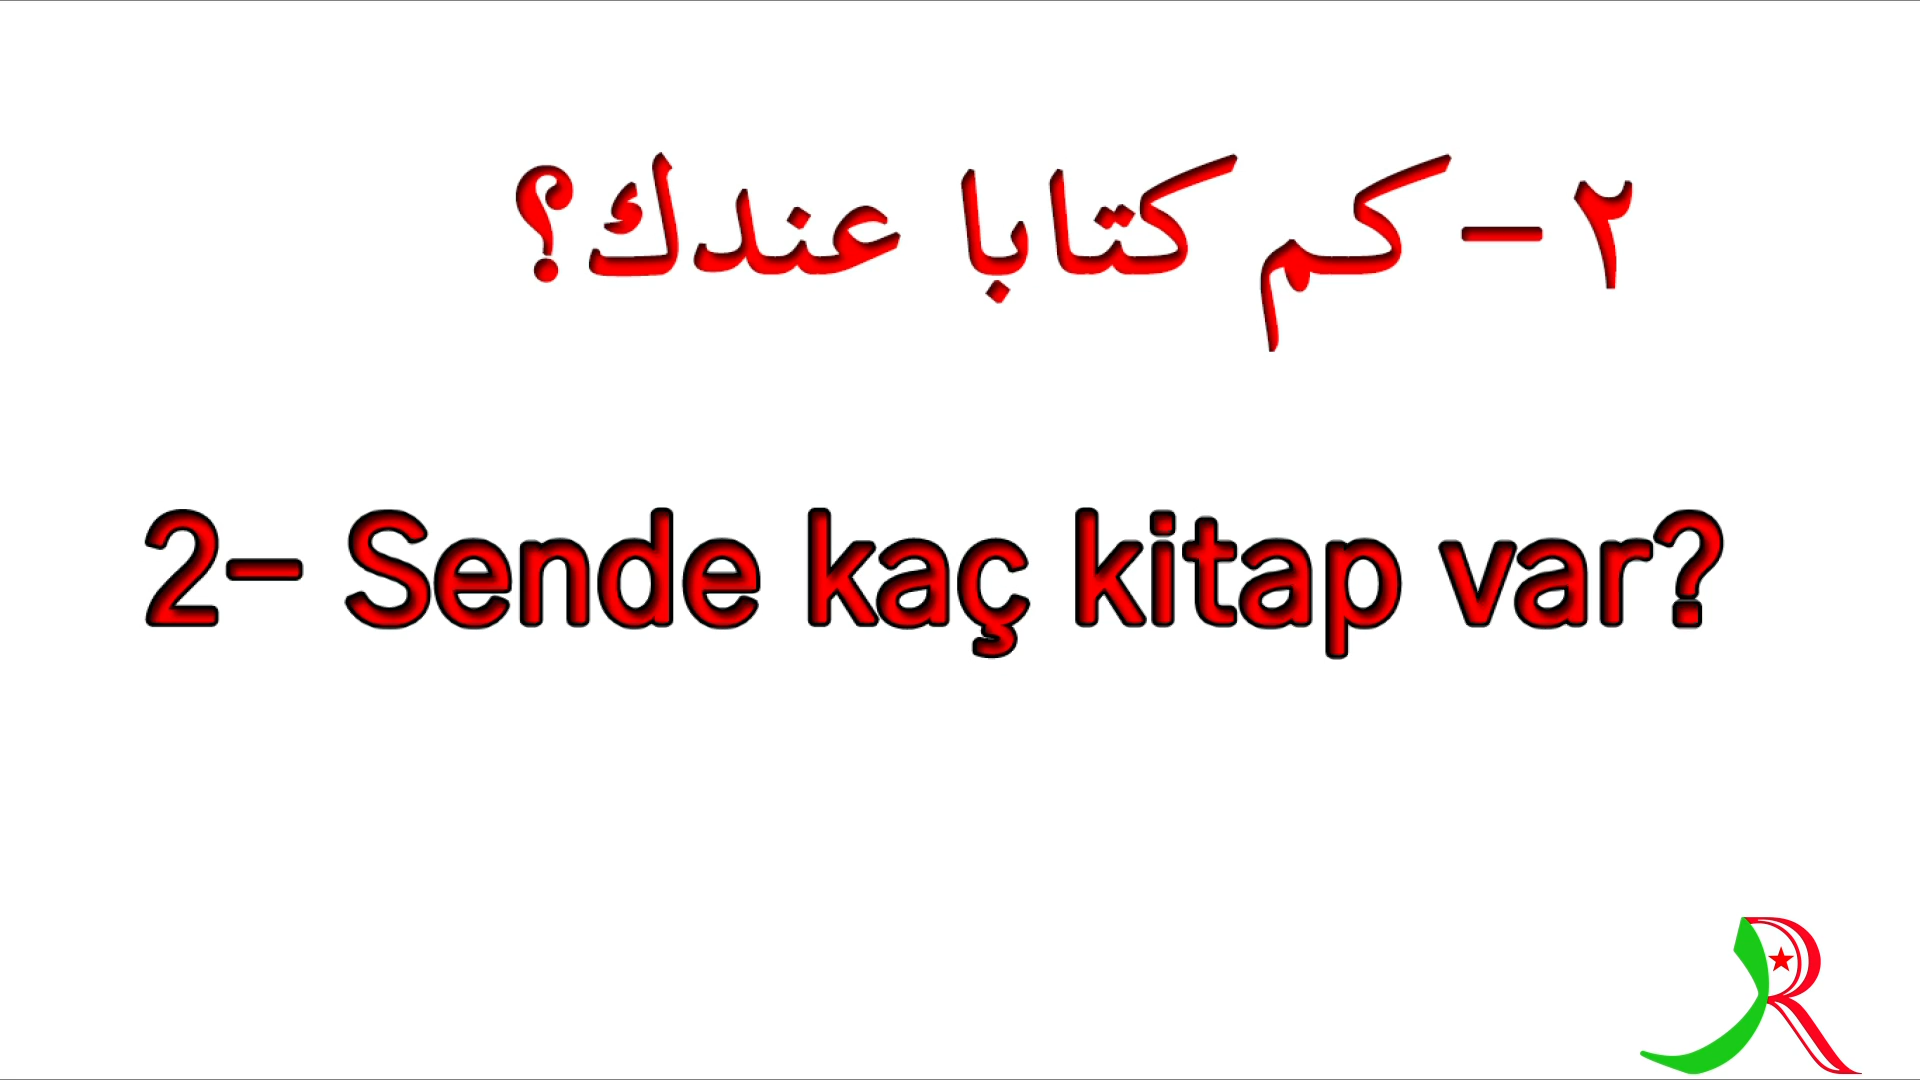 ٢ - كم كتابا عندك؟
2- Sende kaç kitap var?